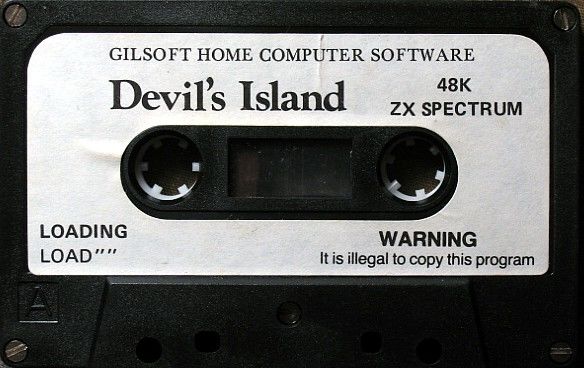 GILSOFT HOME COMPUTER SOFTWARE
Devil's Island
48K
ZX SPECTRUM
LOADING
LOAD””
WARNING
It is illegal to copy this program
A